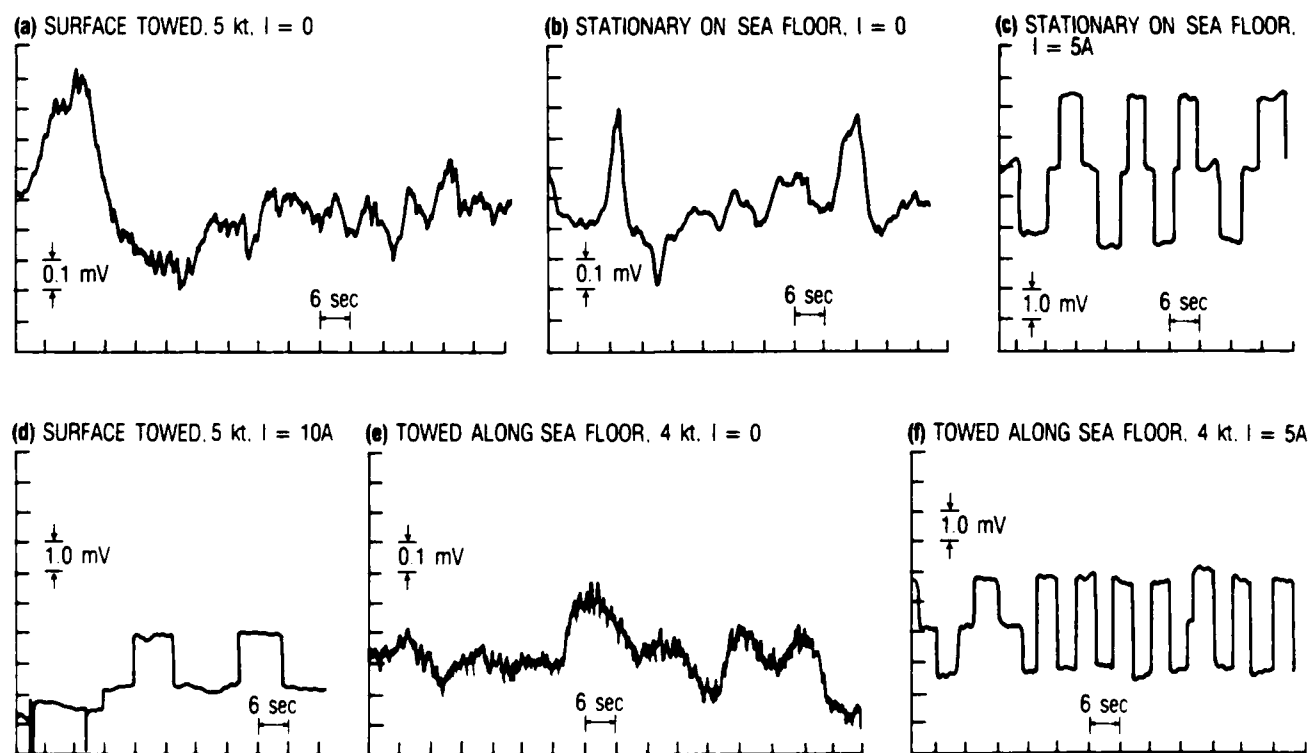 (a) SURFACE TOWED, 5 kt, I = 0
0.1 mV
6 sec
(b) STATIONARY ON SEA FLOOR, I = 0
0.1 mV
6 sec
(c) STATIONARY ON SEA FLOOR,
I = 5A
1.0 mV
6 sec
(d) SURFACE TOWED, 5 kt, I = 10A
1.0 mV
6 sec
(e) TOWED ALONG SEA FLOOR, 4 kt, I = 0
0.1 mV
6 sec
(f) TOWED ALONG SEA FLOOR, 4 kt, I = 5A
1.0 mV
6 sec